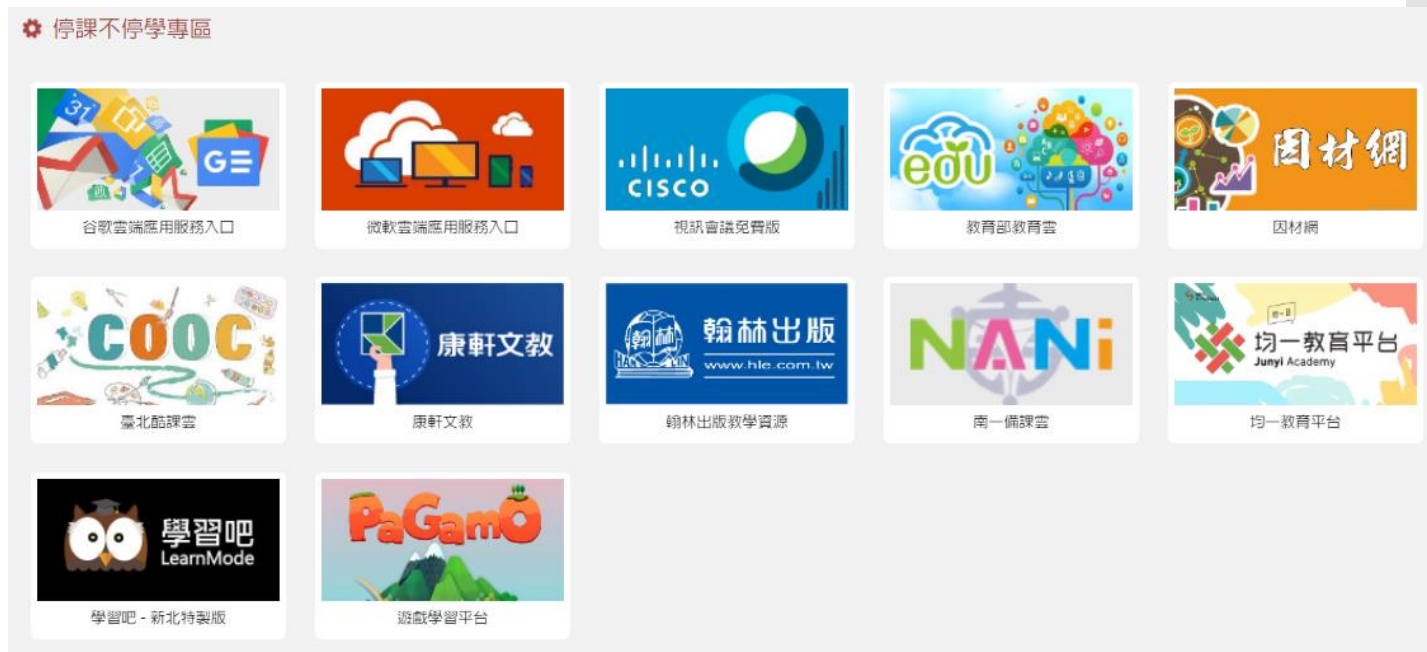 停課不停學專區
31
GE
谷歌雲端應用服務入口
微軟雲端應用服務入口
CISCO
視訊會議免費版
edu
教育部教育雲
因材網
因材網
COOC
臺北酷課雲
康軒文教
康軒文教
翰林
HAN LIN
翰林出版
www.hle.com.tw
翰林出版教學資源
NANi
南一備課雲
均一教育平台
Junyi Academy
均一教育平台
學習吧
LearnMode
學習吧 - 新北特製版
PaGamO
遊戲學習平台